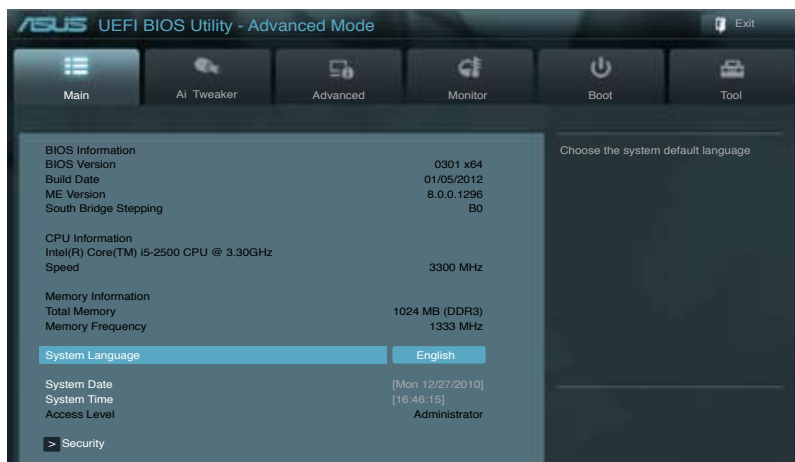 ASUS UEFI BIOS Utility - Advanced Mode
Exit
Main
Ai Tweaker
Advanced
Monitor
Boot
Tool
BIOS Information
BIOS Version 0301 x64
Build Date 01/05/2012
ME Version 8.0.0.1296
South Bridge Stepping B0
CPU Information
Intel(R) Core(TM) i5-2500 CPU @ 3.30GHz
Speed 3300 MHz
Memory Information
Total Memory 1024 MB (DDR3)
Memory Frequency 1333 MHz
System Language English
System Date [Mon 12/27/2010]
System Time [16:46:15]
Access Level Administrator
> Security
Choose the system default language